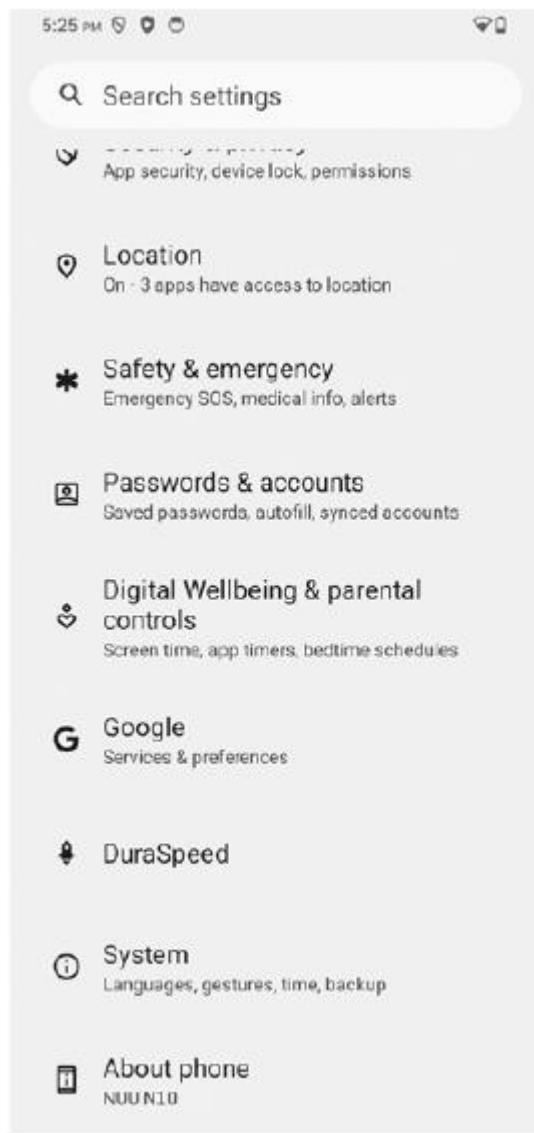 5:25 PM
Search settings
App security, device lock, permissions
Location
On - 3 apps have access to location
Safety & emergency
Emergency SOS, medical info, alerts
Passwords & accounts
Saved passwords, autofill, synced accounts
Digital Wellbeing & parental
controls
Screen time, app timers, bedtime schedules
Google
Services & preferences
DuraSpeed
System
Languages, gestures, time, backup
About phone
NUU N10